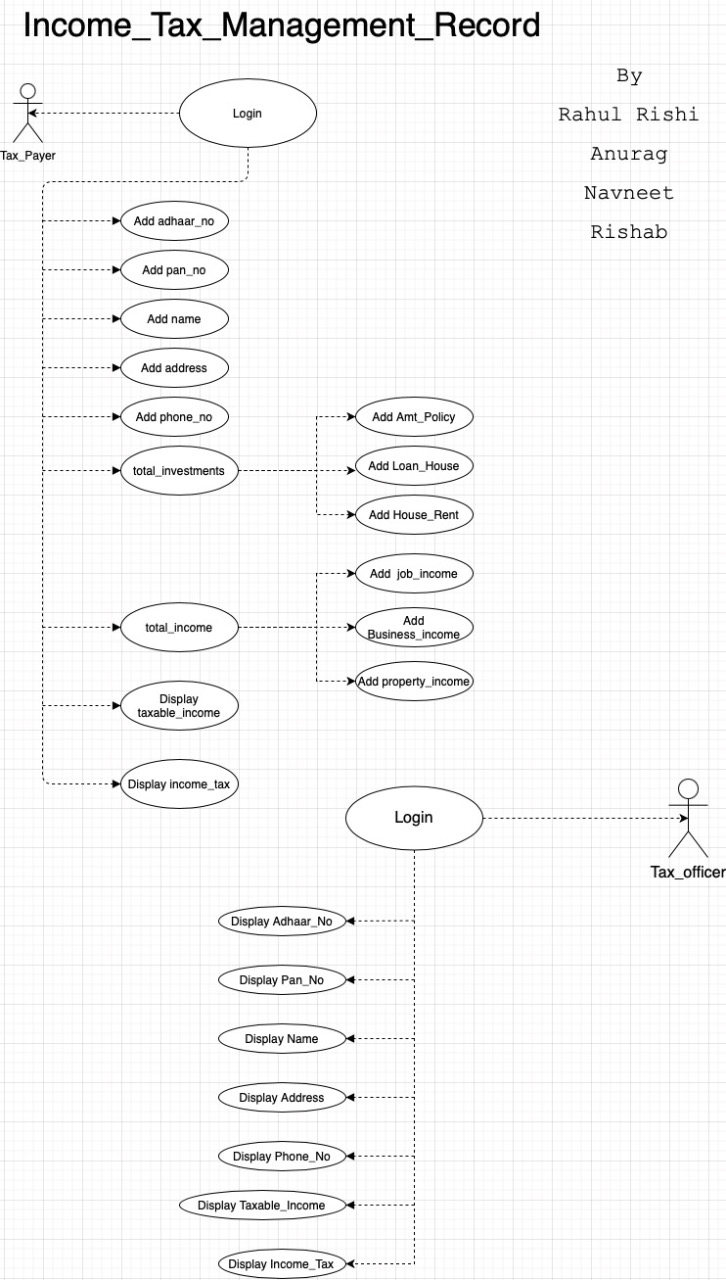 Income_Tax_Management_Record
By
Rahul Rishi
Anurag
Navneet
Rishab
Login
Tax_Payer
Add adhaar_no
Add pan_no
Add name
Add address
Add phone_no
total_investments
Add Amt_Policy
Add Loan_House
Add House_Rent
total_income
Add job_income
Add
Business_income
Add property_income
Display
taxable_income
Display income_tax
Login
Tax_officer
Display Adhaar_No
Display Pan_No
Display Name
Display Address
Display Phone_No
Display Taxable_Income
Display Income_Tax